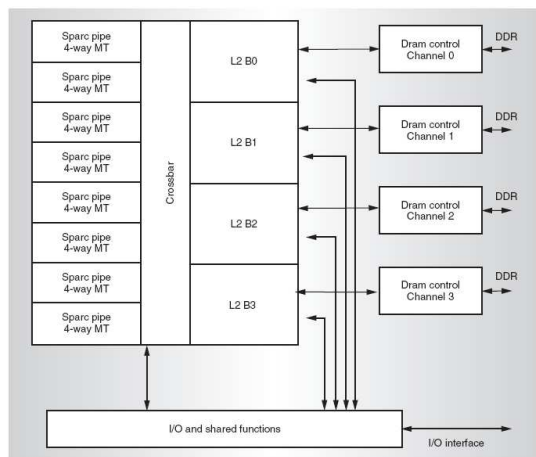 Sparc pipe
4-way MT
Sparc pipe
4-way MT
Sparc pipe
4-way MT
Sparc pipe
4-way MT
Sparc pipe
4-way MT
Sparc pipe
4-way MT
Sparc pipe
4-way MT
Sparc pipe
4-way MT
Crossbar
L2 B0
L2 B1
L2 B2
L2 B3
Dram control
Channel 0
DDR
Dram control
Channel 1
DDR
Dram control
Channel 2
DDR
Dram control
Channel 3
DDR
I/O and shared functions
I/O interface